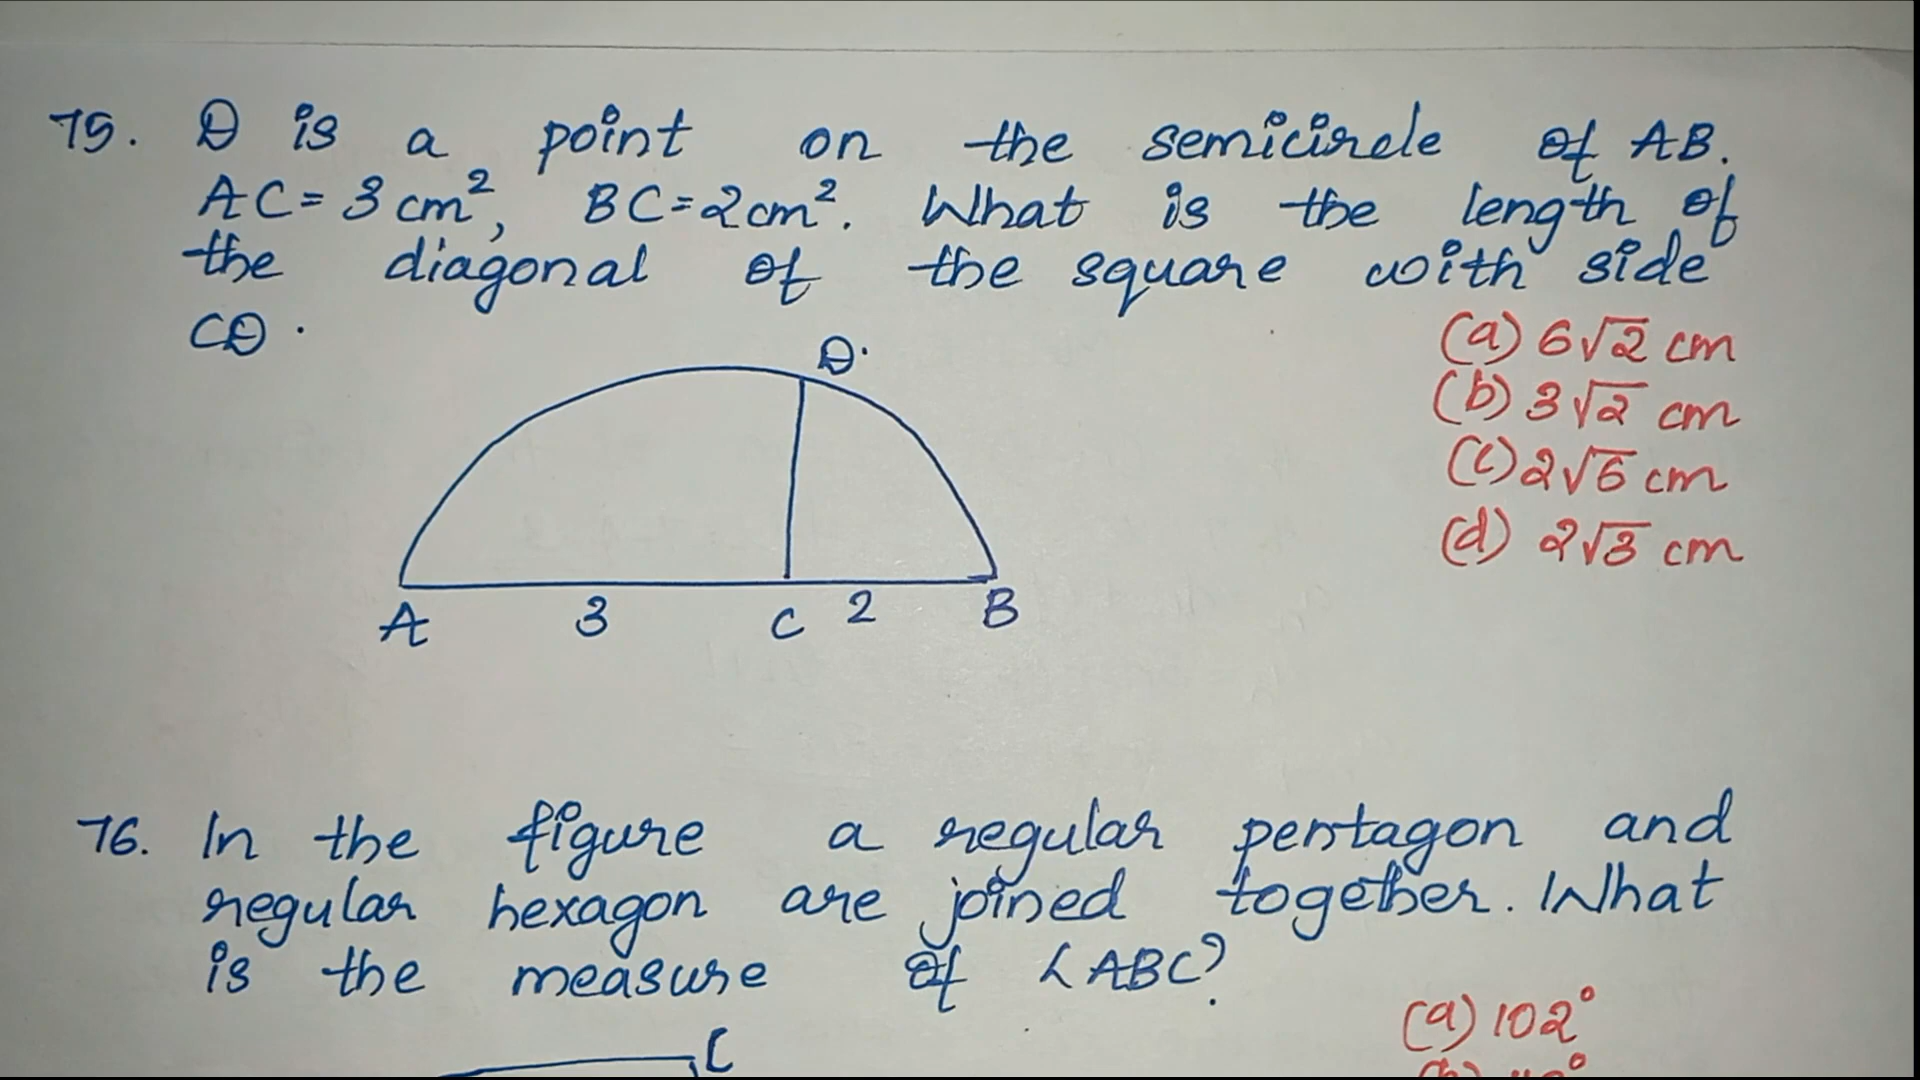 75. D is a point on the semicircle of AB.
AC = 3 cm², BC = 2 cm². What is the length of
the diagonal of the square with side
CD.
(a) 6√2 cm
(b) 3√2 cm
(c) 2√6 cm
(d) 2√3 cm
D.
A 3 C 2 B
76. In the figure a regular pentagon and
regular hexagon are joined together. What
is the measure of ∠ABC?
(a) 102°
C